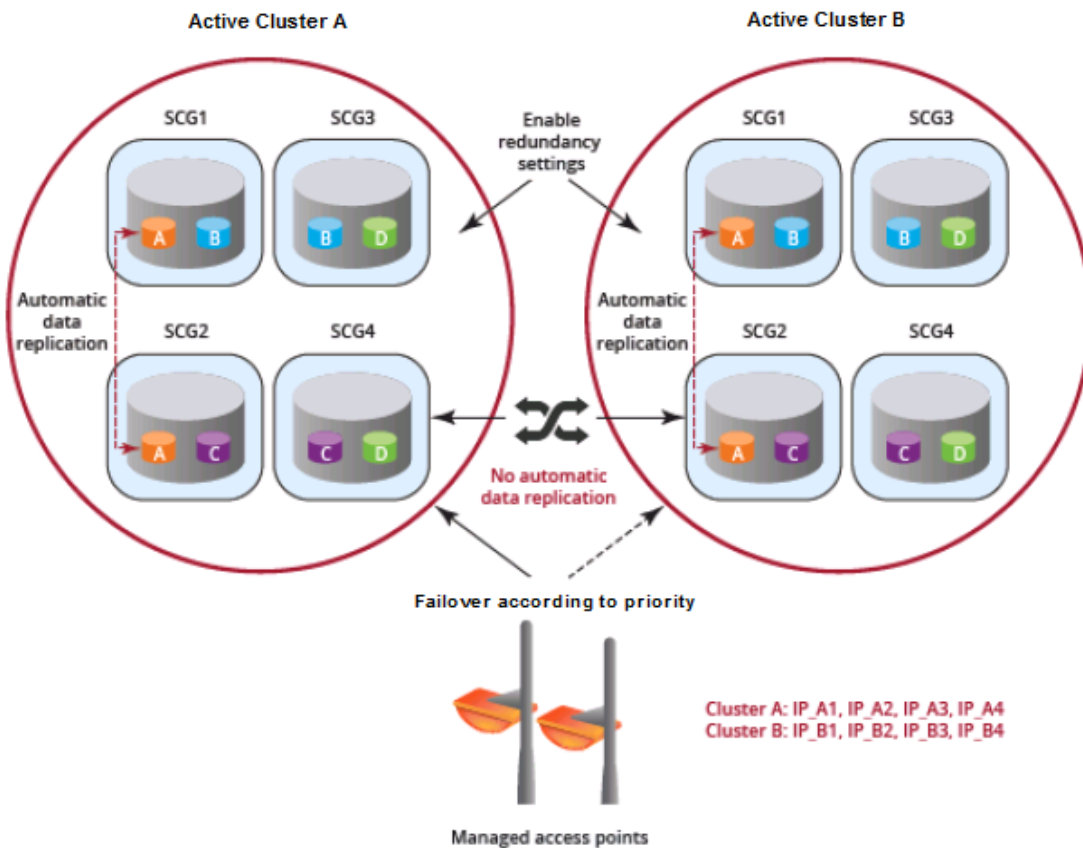 Active Cluster A
Active Cluster B
SCG1
SCG3
A
B
B
D
Automatic
data
replication
SCG2
SCG4
A
C
C
D
Enable
redundancy
settings
SCG1
SCG3
A
B
B
D
Automatic
data
replication
SCG2
SCG4
A
C
C
D
No automatic
data replication
Failover according to priority
Cluster A: IP_A1, IP_A2, IP_A3, IP_A4
Cluster B: IP_B1, IP_B2, IP_B3, IP_B4
Managed access points